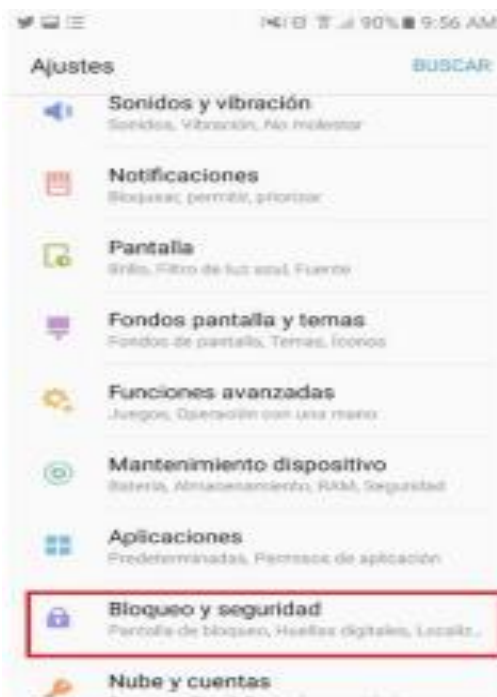 90% 9:56 AM
Ajustes BUSCAR
Sonidos y vibración
Sonidos, Vibración, No molestar
Notificaciones
Bloquear, permitir, priorizar
Pantalla
Brillo, Filtro de luz azul, Fuente
Fondos pantalla y temas
Fondos de pantalla, Temas, Iconos
Funciones avanzadas
Juegos, Operación con una mano
Mantenimiento dispositivo
Batería, Almacenamiento, RAM, Seguridad
Aplicaciones
Predeterminadas, Permisos de aplicación
Bloqueo y seguridad
Pantalla de bloqueo, Huellas digitales, Localiz...
Nube y cuentas